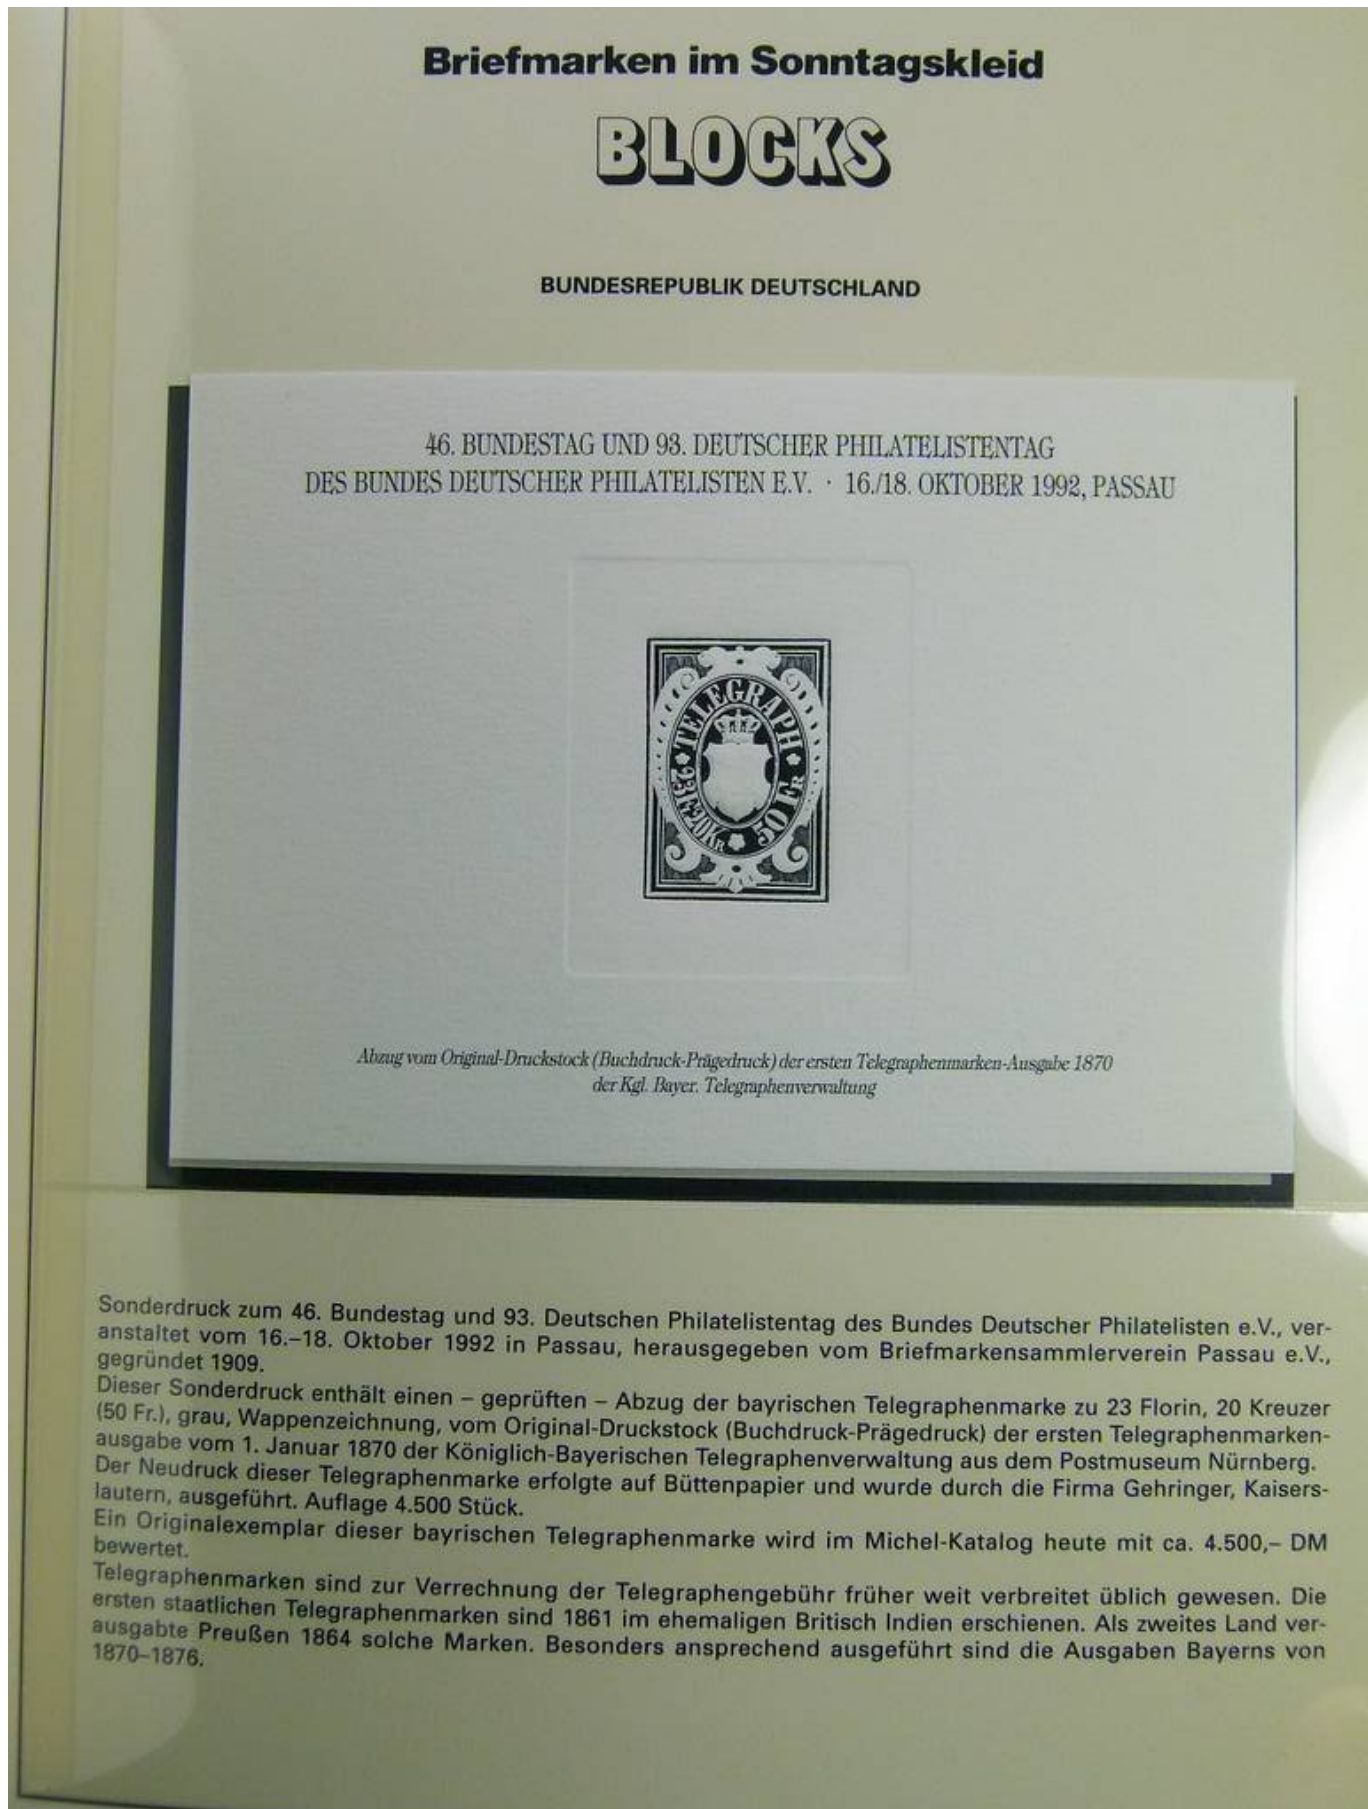 Briefmarken im Sonntagskleid
BLOCKS
BUNDESREPUBLIK DEUTSCHLAND
46. BUNDESTAG UND 93. DEUTSCHER PHILATELISTENTAG
DES BUNDES DEUTSCHER PHILATELISTEN E.V. · 16./18. OKTOBER 1992, PASSAU
TELEGRAPH
23 Fl 20 KR 50 FR
Abzug vom Original-Druckstock (Buchdruck-Prägedruck) der ersten Telegraphenmarken-Ausgabe 1870
der Kgl. Bayer. Telegraphenverwaltung
Sonderdruck zum 46. Bundestag und 93. Deutschen Philatelistentag des Bundes Deutscher Philatelisten e.V., ver-
anstaltet vom 16.–18. Oktober 1992 in Passau, herausgegeben vom Briefmarkensammlerverein Passau e.V.,
gegründet 1909.
Dieser Sonderdruck enthält einen – geprüften – Abzug der bayrischen Telegraphenmarke zu 23 Florin, 20 Kreuzer
(50 Fr.), grau, Wappenzeichnung, vom Original-Druckstock (Buchdruck-Prägedruck) der ersten Telegraphenmarken-
ausgabe vom 1. Januar 1870 der Königlich-Bayerischen Telegraphenverwaltung aus dem Postmuseum Nürnberg.
Der Neudruck dieser Telegraphenmarke erfolgte auf Büttenpapier und wurde durch die Firma Gehringer, Kaisers-
lautern, ausgeführt. Auflage 4.500 Stück.
Ein Originalexemplar dieser bayrischen Telegraphenmarke wird im Michel-Katalog heute mit ca. 4.500,– DM
bewertet.
Telegraphenmarken sind zur Verrechnung der Telegraphengebühr früher weit verbreitet üblich gewesen. Die
ersten staatlichen Telegraphenmarken sind 1861 im ehemaligen Britisch Indien erschienen. Als zweites Land ver-
ausgabte Preußen 1864 solche Marken. Besonders ansprechend ausgeführt sind die Ausgaben Bayerns von
1870–1876.